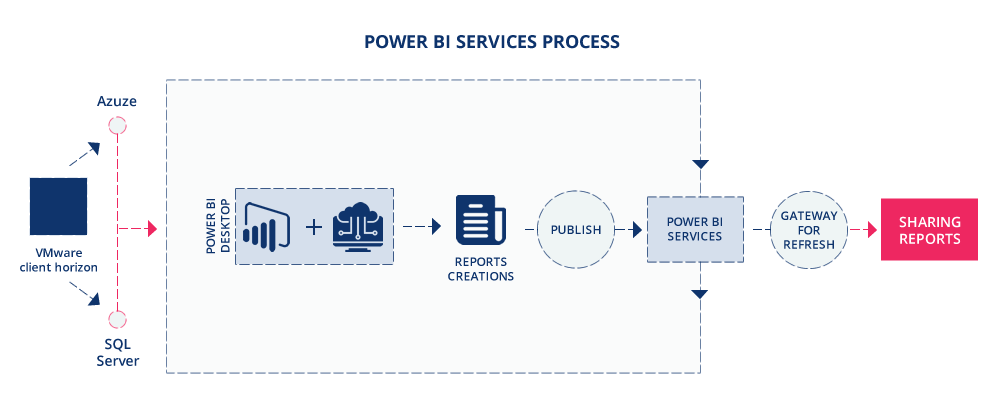 POWER BI SERVICES PROCESS
Azuze
VMware
client horizon
SQL
Server
POWER BI
DESKTOP
+
REPORTS
CREATIONS
PUBLISH
POWER BI
SERVICES
GATEWAY
FOR
REFRESH
SHARING
REPORTS